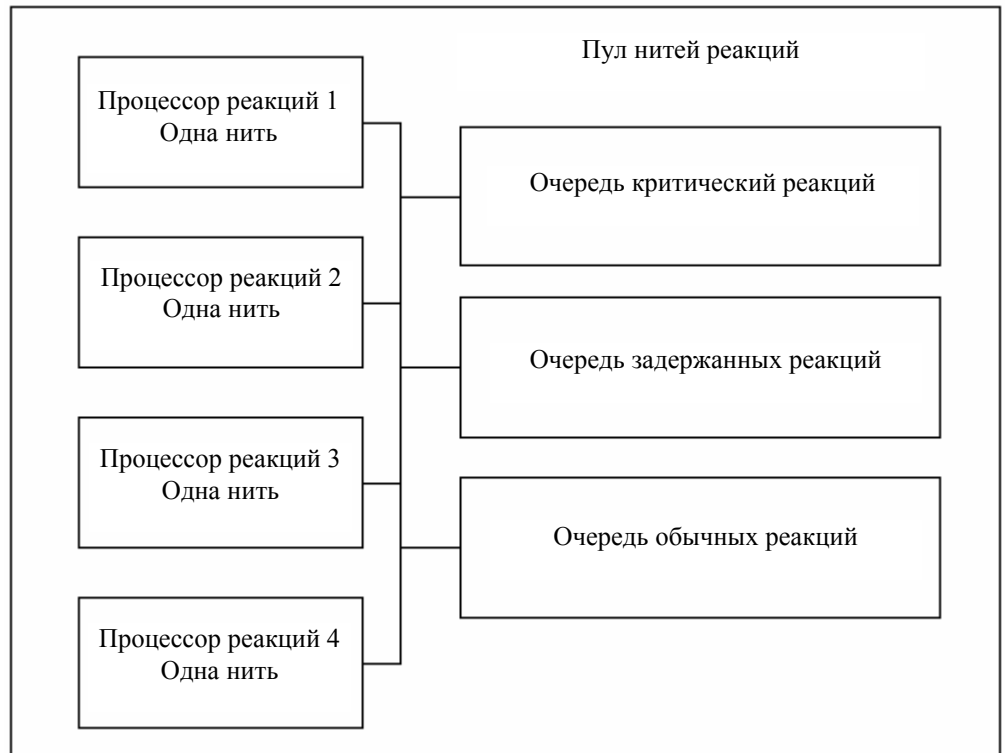 Пул нитей реакций
Процессор реакций 1
Одна нить
Процессор реакций 2
Одна нить
Процессор реакций 3
Одна нить
Процессор реакций 4
Одна нить
Очередь критический реакций
Очередь задержанных реакций
Очередь обычных реакций